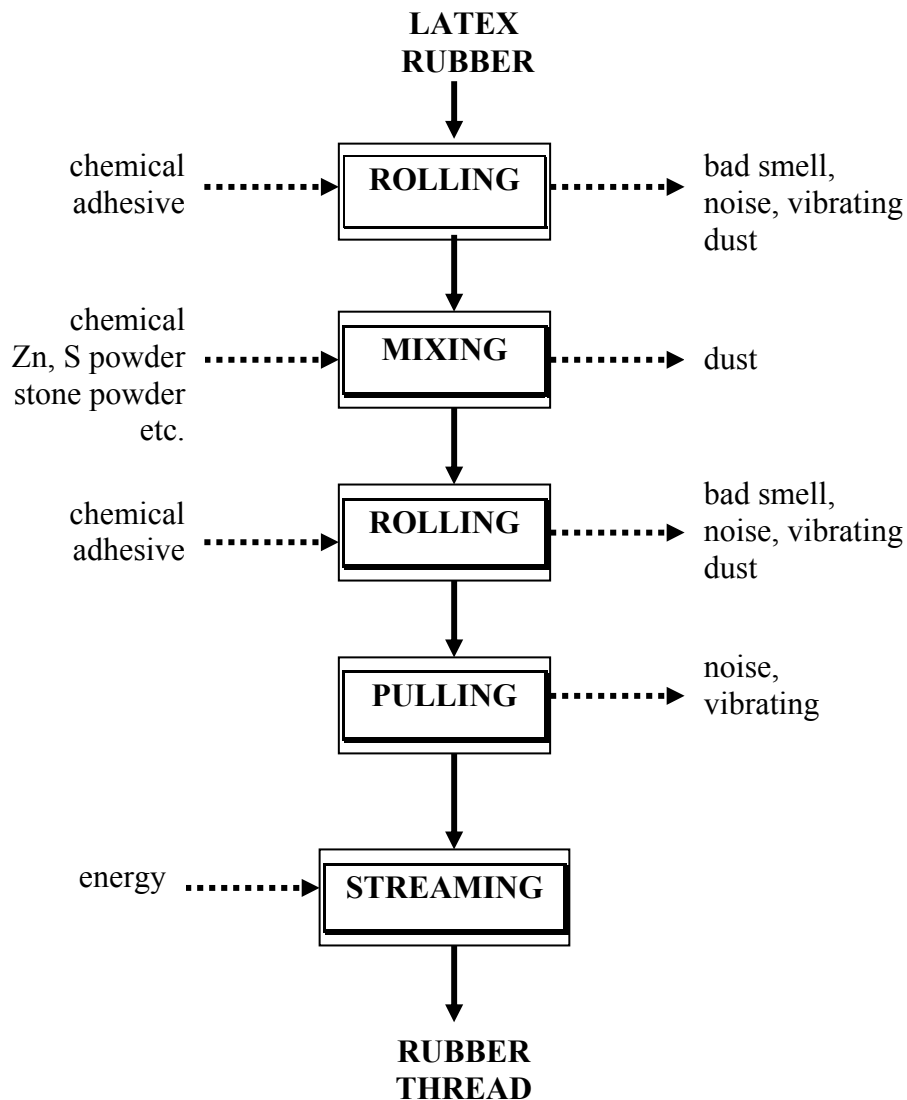 LATEX
RUBBER
chemical
adhesive
ROLLING
bad smell,
noise, vibrating
dust
chemical
Zn, S powder
stone powder
etc.
MIXING
dust
chemical
adhesive
ROLLING
bad smell,
noise, vibrating
dust
PULLING
noise,
vibrating
energy
STREAMING
RUBBER
THREAD